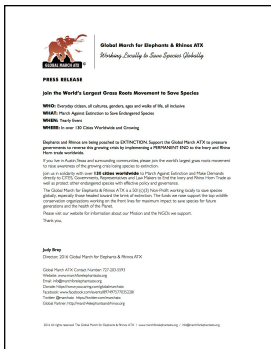 GLOBAL MARCH ATX
Global March for Elephants & Rhinos ATX
Working Locally to Save Species Globally
PRESS RELEASE
Join the World's Largest Grass Roots Movement to Save Species
WHO: Everyday citizen, all cultures, genders, ages and walks of life, all inclusive
WHAT: March Against Extinction to Save Endangered Species
WHEN: Yearly Event
WHERE: In over 130 Cities Worldwide and Growing
Elephants and Rhinos are being poached to EXTINCTION. Support the Global March ATX to pressure
governments to reverse this growing crisis by implementing a PERMANENT END to the Ivory and Rhino
Horn trade worldwide.
If you live in Austin, Texas and surrounding communities, please join the world's largest grass roots movement
to raise awareness of the growing crisis facing species to extinction.
Join us in solidarity with over 130 cities worldwide to March Against Extinction and Make Demands
directly to CITES, Governments, Representatives and Law Makers to End the Ivory and Rhino Horn Trade as
well as protect other endangered species with effective policy and governance.
The Global March for Elephants & Rhinos ATX is a 501(c)(3) Non-Profit working locally to save species
globally, especially those headed toward the brink of extinction. The funds we raise support the top wildlife
conservation organizations working on the front lines for maximum impact to save species for future
generations and the health of the Planet.
Please visit our website for information about our Mission and the NGOs we support.
Thank you,
Judy Bray
Director, 2016 Global March for Elephants & Rhinos ATX
Global March ATX Contact Number: 727-203-5393
Website: www.marchforelephantsatx.org
Email: info@marchforelephantsatx.org
Twitter: @marchatx